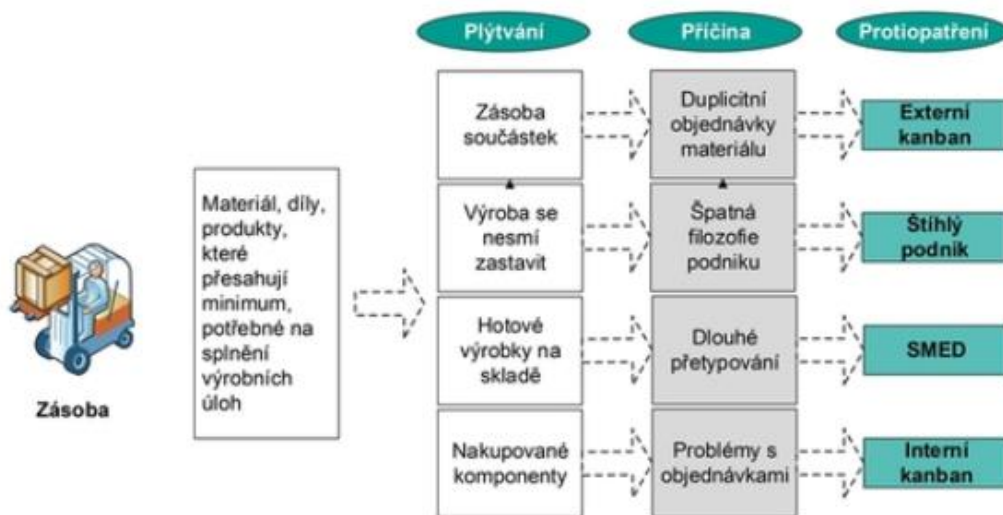 Plýtvání
Příčina
Protiopatření
Zásoba
součástek
Duplicitní
objednávky
materiálu
Externí
kanban
Materiál, díly,
produkty,
které
přesahují
minimum,
potřebné na
splnění
výrobních
úloh
Výroba se
nesmí
zastavit
Špatná
filozofie
podniku
Štíhlý
podnik
Hotové
výrobky na
skladě
Dlouhé
přetypování
SMED
Zásoba
Nakupované
komponenty
Problémy s
objednávkami
Interní
kanban